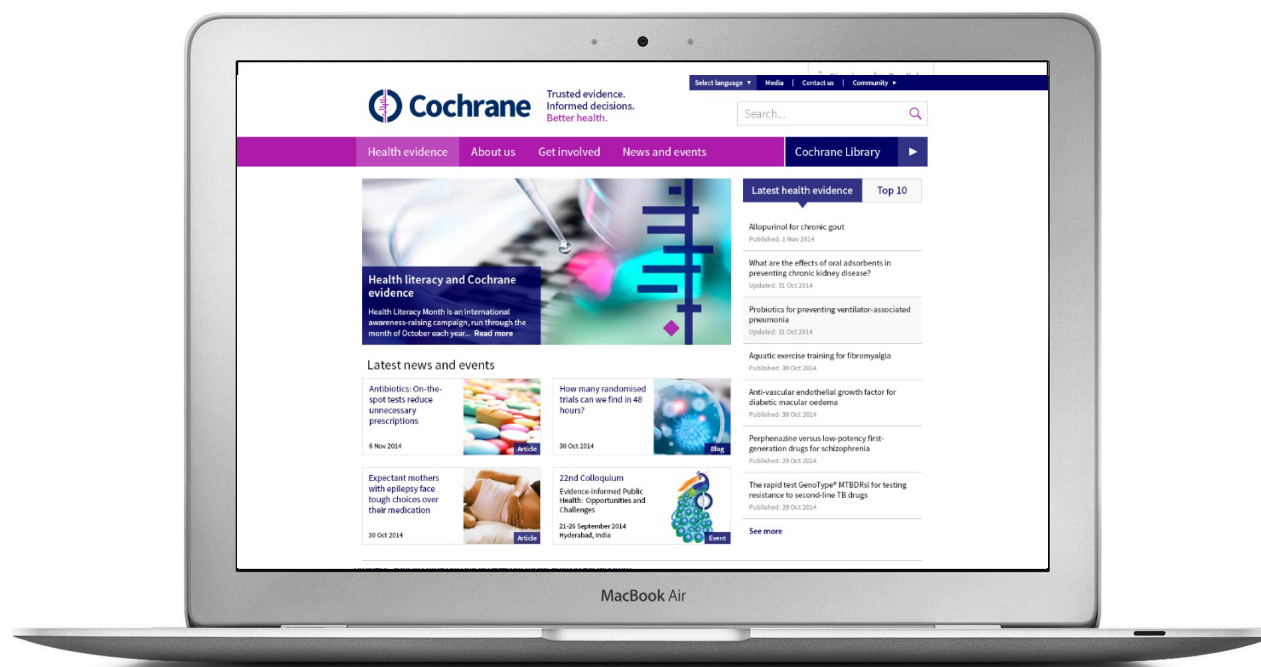 Select language ▼ Media | Contact us | Community ▸
Cochrane
Trusted evidence.
Informed decisions.
Better health.
Search...
Health evidence About us Get involved News and events Cochrane Library ▶
Health literacy and Cochrane
evidence
Health Literacy Month is an international
awareness-raising campaign, run through the
month of October each year... Read more
Latest news and events
Antibiotics: On-the-
spot tests reduce
unnecessary
prescriptions
6 Nov 2014
Article
How many randomised
trials can we find in 48
hours?
30 Oct 2014
Blog
Expectant mothers
with epilepsy face
tough choices over
their medication
30 Oct 2014
Article
22nd Colloquium
Evidence-Informed Public
Health: Opportunities and
Challenges
21-26 September 2014
Hyderabad, India
Event
Latest health evidence Top 10
Allopurinol for chronic gout
Published: 1 Nov 2014
What are the effects of oral adsorbents in
preventing chronic kidney disease?
Updated: 31 Oct 2014
Probiotics for preventing ventilator-associated
pneumonia
Updated: 31 Oct 2014
Aquatic exercise training for fibromyalgia
Published: 30 Oct 2014
Anti-vascular endothelial growth factor for
diabetic macular oedema
Published: 30 Oct 2014
Perphenazine versus low-potency first-
generation drugs for schizophrenia
Published: 29 Oct 2014
The rapid test GenoType® MTBDRsl for testing
resistance to second-line TB drugs
Published: 29 Oct 2014
See more
MacBook Air